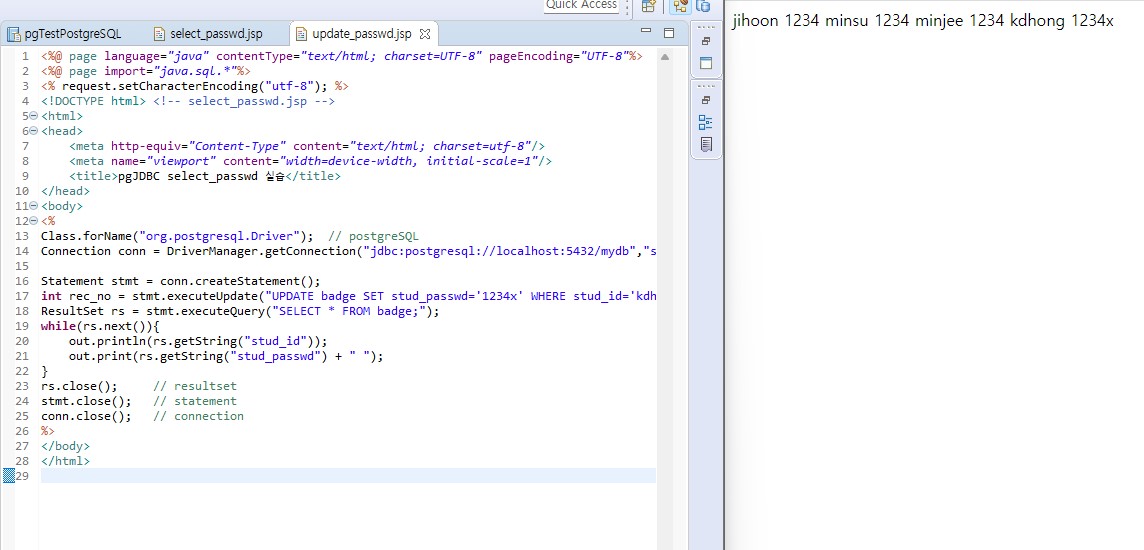 Quick Access
pgTestPostgreSQL select_passwd.jsp update_passwd.jsp
1 <%@ page language="java" contentType="text/html; charset=UTF-8" pageEncoding="UTF-8"%>
2 <%@ page import="java.sql.*"%>
3 <% request.setCharacterEncoding("utf-8"); %>
4 <!DOCTYPE html> <!-- select_passwd.jsp -->
5 <html>
6 <head>
7 <meta http-equiv="Content-Type" content="text/html; charset=utf-8"/>
8 <meta name="viewport" content="width=device-width, initial-scale=1"/>
9 <title>pgJDBC select_passwd 실습</title>
10 </head>
11 <body>
12 <%
13 Class.forName("org.postgresql.Driver");  // postgreSQL
14 Connection conn = DriverManager.getConnection("jdbc:postgresql://localhost:5432/mydb","s
15
16 Statement stmt = conn.createStatement();
17 int rec_no = stmt.executeUpdate("UPDATE badge SET stud_passwd='1234x' WHERE stud_id='kdh
18 ResultSet rs = stmt.executeQuery("SELECT * FROM badge;");
19 while(rs.next()){
20 out.println(rs.getString("stud_id"));
21 out.print(rs.getString("stud_passwd") + " ");
22 }
23 rs.close();     // resultset
24 stmt.close();   // statement
25 conn.close();   // connection
26 %>
27 </body>
28 </html>
29
jihoon 1234 minsu 1234 minjee 1234 kdhong 1234x